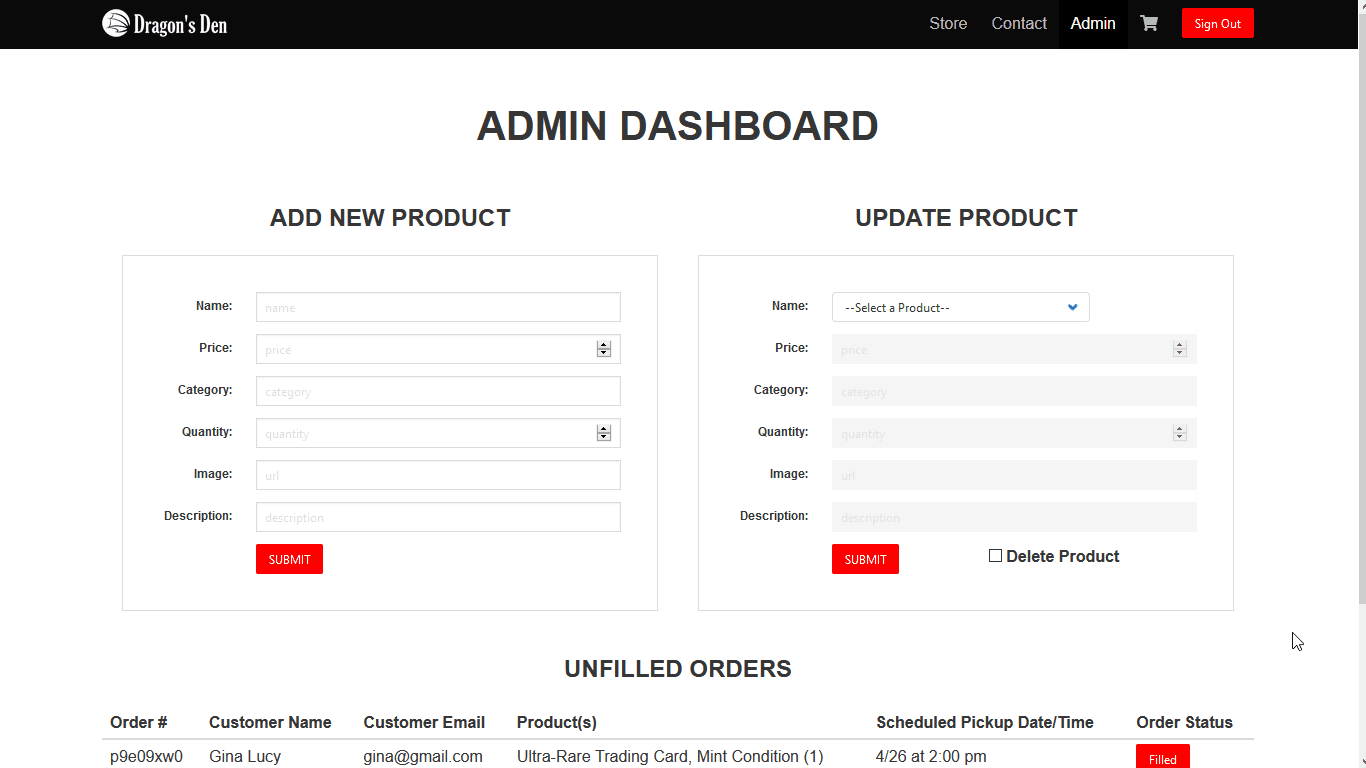 Dragon's Den Store Contact Admin Sign Out
ADMIN DASHBOARD
ADD NEW PRODUCT
Name: name
Price: price
Category: category
Quantity: quantity
Image: url
Description: description
SUBMIT
UPDATE PRODUCT
Name: --Select a Product--
Price: price
Category: category
Quantity: quantity
Image: url
Description: description
SUBMIT Delete Product
UNFILLED ORDERS
Order # Customer Name Customer Email Product(s) Scheduled Pickup Date/Time Order Status
p9e09xw0 Gina Lucy gina@gmail.com Ultra-Rare Trading Card, Mint Condition (1) 4/26 at 2:00 pm Filled